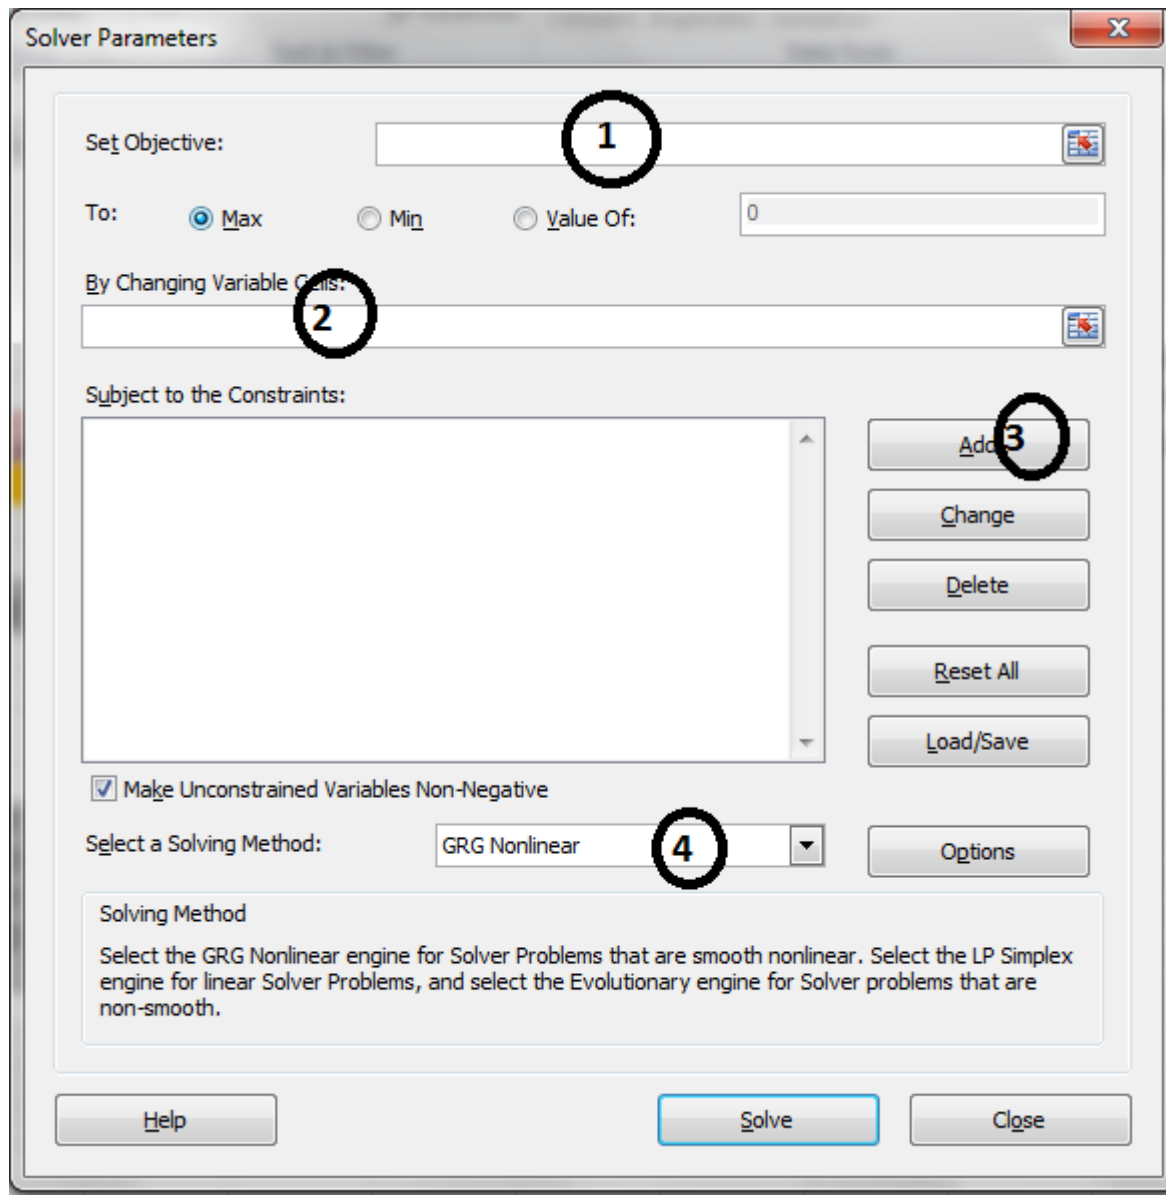 Solver Parameters
Set Objective: 1
To: Max Min Value Of: 0
By Changing Variable Cells:
2
Subject to the Constraints:
Add 3
Change
Delete
Reset All
Load/Save
Make Unconstrained Variables Non-Negative
Select a Solving Method: GRG Nonlinear 4 Options
Solving Method
Select the GRG Nonlinear engine for Solver Problems that are smooth nonlinear. Select the LP Simplex
engine for linear Solver Problems, and select the Evolutionary engine for Solver problems that are
non-smooth.
Help Solve Close